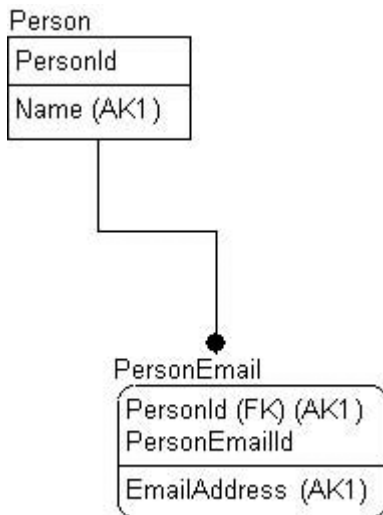 Person
PersonId
Name (AK1)
PersonEmail
PersonId (FK) (AK1)
PersonEmailId
EmailAddress (AK1)